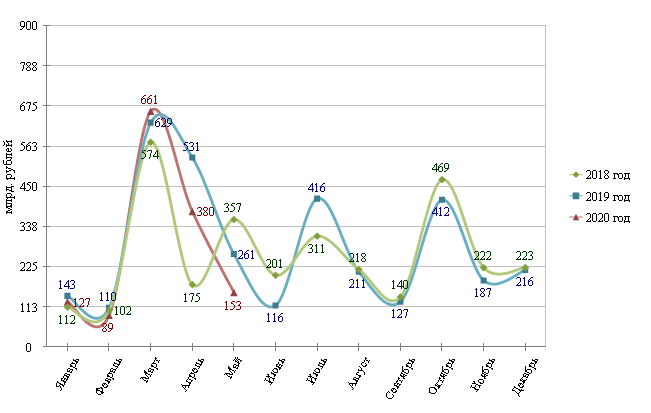 900
788
675
563
450
338
225
113
0
млрд. рублей
661
629
574
531
469
416
412
380
357
311
261
201
218
211
222
223
175
187
216
153
143
127
112
110
102
89
116
140
127
Январь
Февраль
Март
Апрель
Май
Июнь
Июль
Август
Сентябрь
Октябрь
Ноябрь
Декабрь
2018 год
2019 год
2020 год